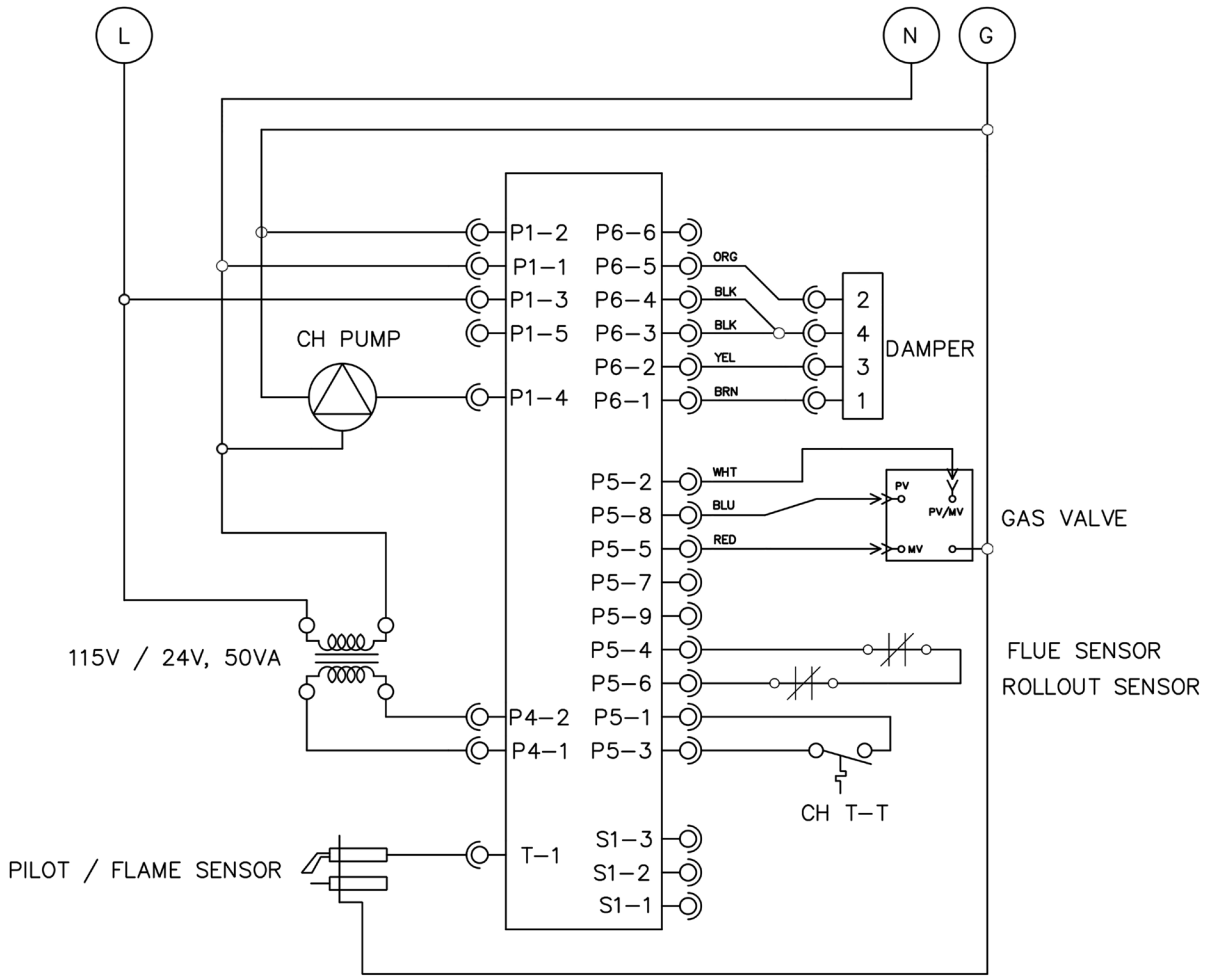 L
N
G
P1-2
P6-6
P1-1
P6-5
ORG
P1-3
P6-4
BLK
2
P1-5
P6-3
BLK
4
CH PUMP
DAMPER
P6-2
YEL
3
P1-4
P6-1
BRN
1
P5-2
WHT
PV
P5-8
BLU
PV/MV
GAS VALVE
P5-5
RED
MV
P5-7
P5-9
115V / 24V, 50VA
P5-4
FLUE SENSOR
P5-6
ROLLOUT SENSOR
P4-2
P5-1
P4-1
P5-3
CH T-T
S1-3
PILOT / FLAME SENSOR
T-1
S1-2
S1-1